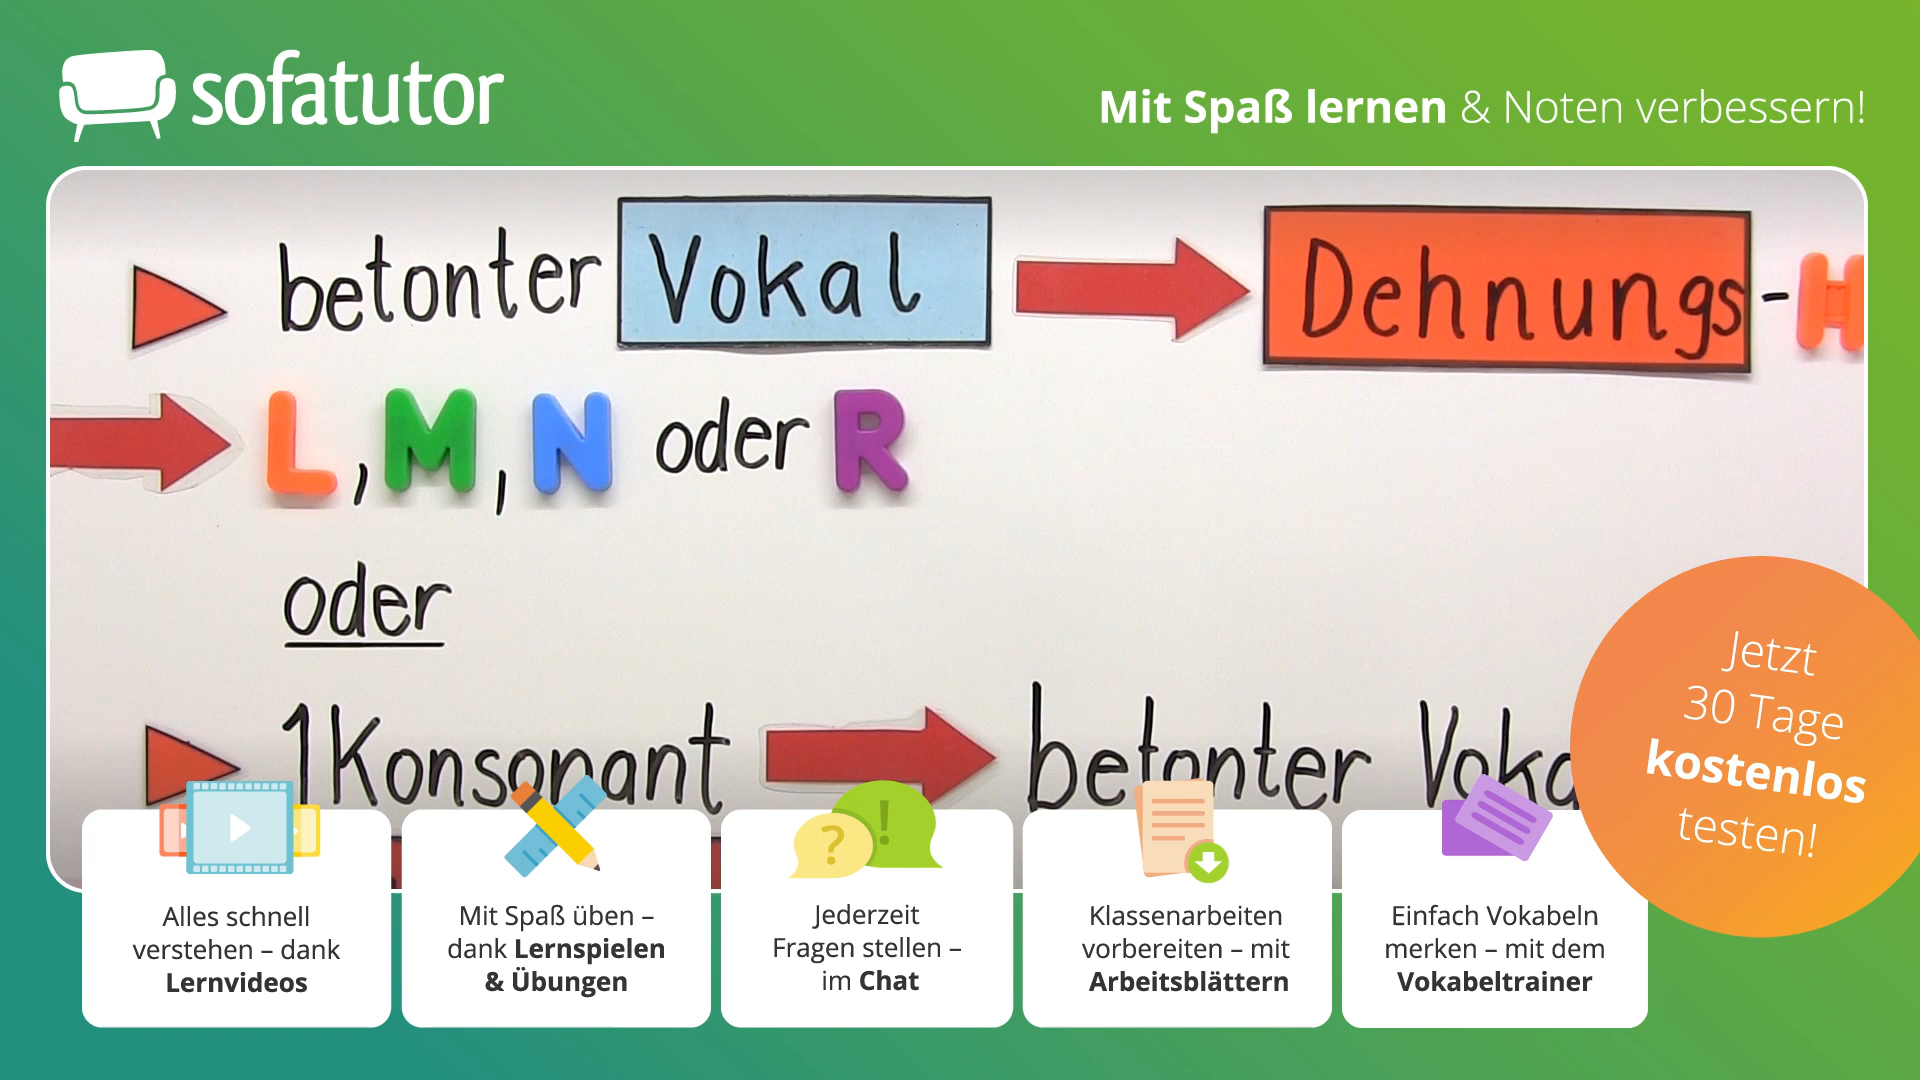 sofatutor
Mit Spaß lernen & Noten verbessern!
betonter Vokal Dehnungs-H
L, M, N oder R
oder
1 Konsonant betonter
Jetzt
30 Tage
kostenlos
testen!
Alles schnell
verstehen – dank
Lernvideos
Mit Spaß üben –
dank Lernspielen
& Übungen
? !
Jederzeit
Fragen stellen –
im Chat
Klassenarbeiten
vorbereiten – mit
Arbeitsblättern
Einfach Vokabeln
merken – mit dem
Vokabeltrainer